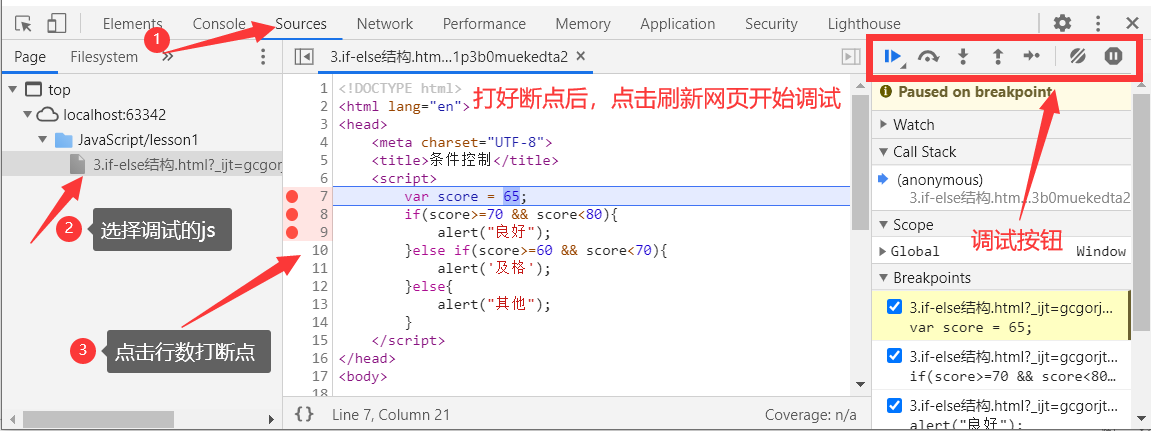 Elements Console Sources Network Performance Memory Application Security Lighthouse
1
Page Filesystem
3.if-else结构.htm...1p3b0muekedta2
top
localhost:63342
JavaScript/lesson1
3.if-else结构.html?_ijt=gcgorj
2 选择调试的js
3 点击行数打断点
打好断点后，点击刷新网页开始调试
1 <!DOCTYPE html>
2 <html lang="en">
3 <head>
4 <meta charset="UTF-8">
5 <title>条件控制</title>
6 <script>
7 var score = 65;
8 if(score>=70 && score<80){
9 alert("良好");
10 }else if(score>=60 && score<70){
11 alert('及格');
12 }else{
13 alert("其他");
14 }
15 </script>
16 </head>
17 <body>
18
{} Line 7, Column 21 Coverage: n/a
Paused on breakpoint
Watch
Call Stack
(anonymous)
3.if-else结构.htm...3b0muekedta2
调试按钮
Scope
Global Window
Breakpoints
3.if-else结构.html?_ijt=gcgorj...
var score = 65;
3.if-else结构.html?_ijt=gcgorjt...
if(score>=70 && score<80...
3.if-else结构.html?_ijt=gcgorjt...
alert("良好");